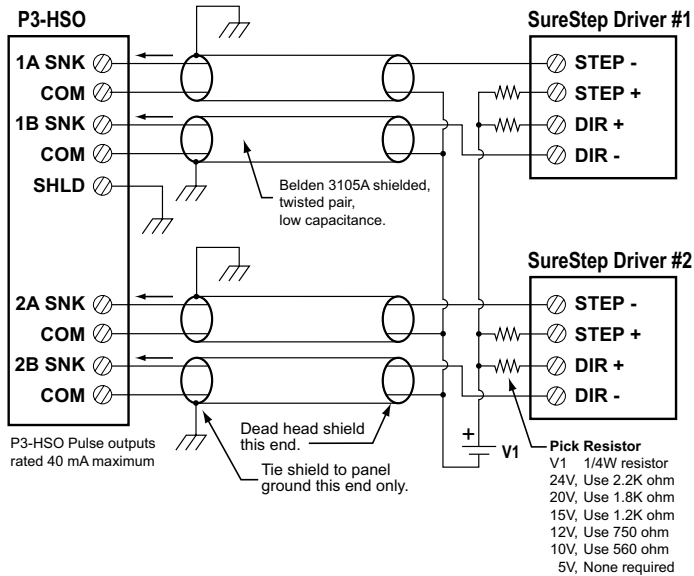 P3-HSO
SureStep Driver #1
1A SNK
COM
1B SNK
COM
SHLD
STEP -
STEP +
DIR +
DIR -
Belden 3105A shielded,
twisted pair,
low capacitance.
SureStep Driver #2
2A SNK
COM
2B SNK
COM
STEP -
STEP +
DIR +
DIR -
P3-HSO Pulse outputs
rated 40 mA maximum
Dead head shield
this end.
Tie shield to panel
ground this end only.
+
V1
Pick Resistor
V1 1/4W resistor
24V, Use 2.2K ohm
20V, Use 1.8K ohm
15V, Use 1.2K ohm
12V, Use 750 ohm
10V, Use 560 ohm
5V, None required